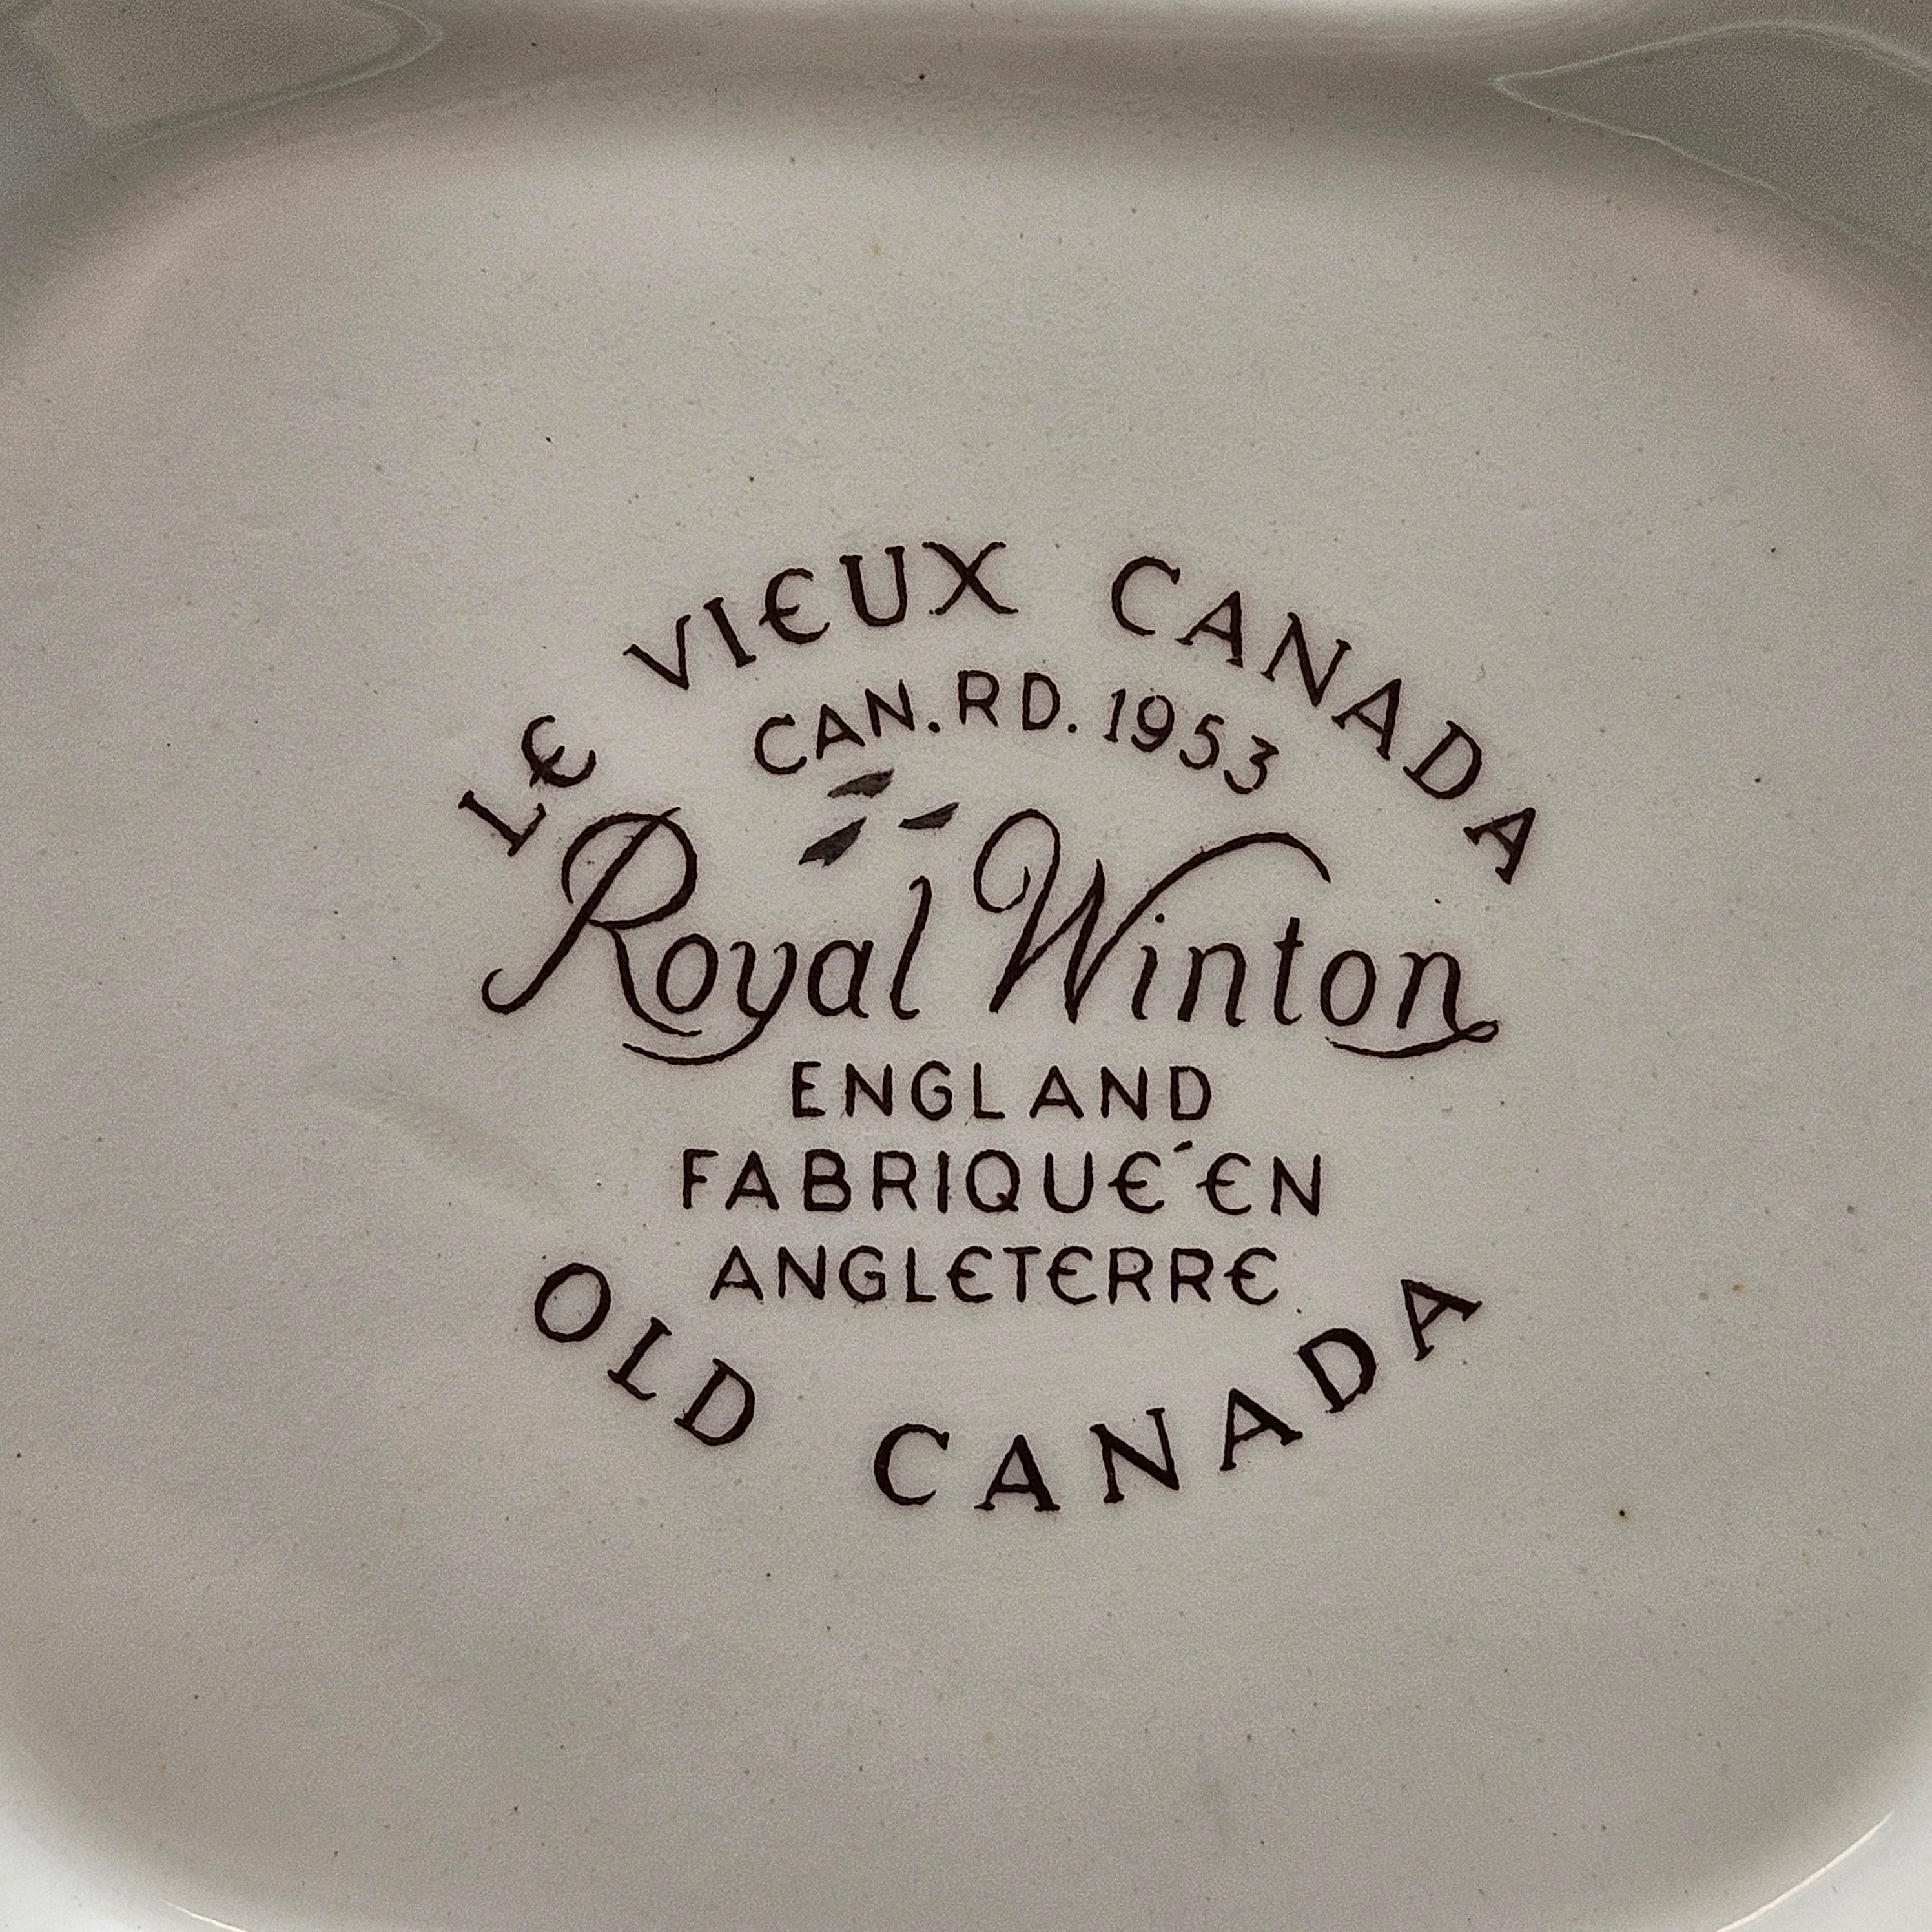 LE VIEUX CANADA
CAN. RD. 1953
Royal Winton
ENGLAND
FABRIQUÉ EN
ANGLETERRE
OLD CANADA